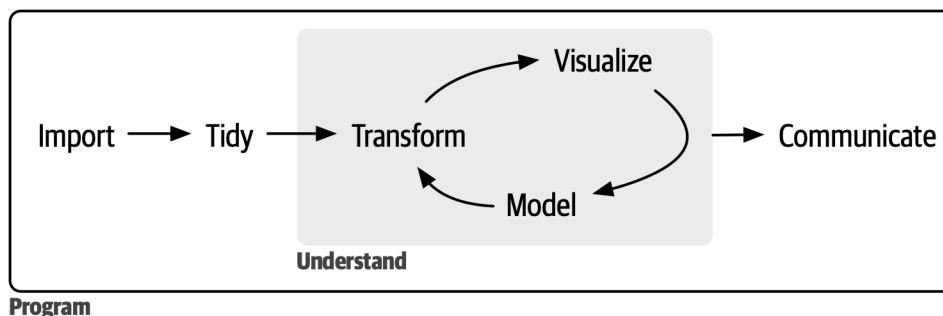 Visualize
Import Tidy Transform Communicate
Model
Understand
Program